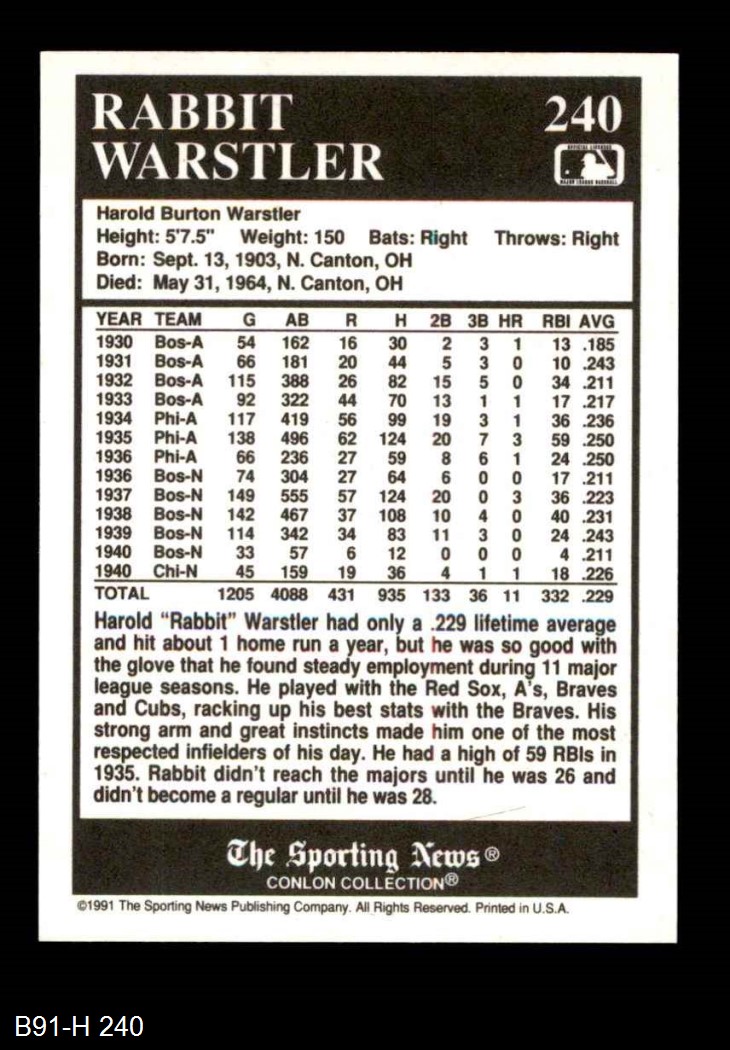 RABBIT 240
WARSTLER
OFFICIAL LICENSEE
MAJOR LEAGUE BASEBALL
Harold Burton Warstler
Height: 5'7.5" Weight: 150 Bats: Right Throws: Right
Born: Sept. 13, 1903, N. Canton, OH
Died: May 31, 1964, N. Canton, OH
YEAR TEAM G AB R H 2B 3B HR RBI AVG
1930 Bos-A 54 162 16 30 2 3 1 13 .185
1931 Bos-A 66 181 20 44 5 3 0 10 .243
1932 Bos-A 115 388 26 82 15 5 0 34 .211
1933 Bos-A 92 322 44 70 13 1 1 17 .217
1934 Phi-A 117 419 56 99 19 3 1 36 .236
1935 Phi-A 138 496 62 124 20 7 3 59 .250
1936 Phi-A 66 236 27 59 8 6 1 24 .250
1936 Bos-N 74 304 27 64 6 0 0 17 .211
1937 Bos-N 149 555 57 124 20 0 3 36 .223
1938 Bos-N 142 467 37 108 10 4 0 40 .231
1939 Bos-N 114 342 34 83 11 3 0 24 .243
1940 Bos-N 33 57 6 12 0 0 0 4 .211
1940 Chi-N 45 159 19 36 4 1 1 18 .226
TOTAL 1205 4088 431 935 133 36 11 332 .229
Harold "Rabbit" Warstler had only a .229 lifetime average
and hit about 1 home run a year, but he was so good with
the glove that he found steady employment during 11 major
league seasons. He played with the Red Sox, A's, Braves
and Cubs, racking up his best stats with the Braves. His
strong arm and great instincts made him one of the most
respected infielders of his day. He had a high of 59 RBIs in
1935. Rabbit didn't reach the majors until he was 26 and
didn't become a regular until he was 28.
The Sporting News®
CONLON COLLECTION®
©1991 The Sporting News Publishing Company. All Rights Reserved. Printed in U.S.A.
B91-H 240